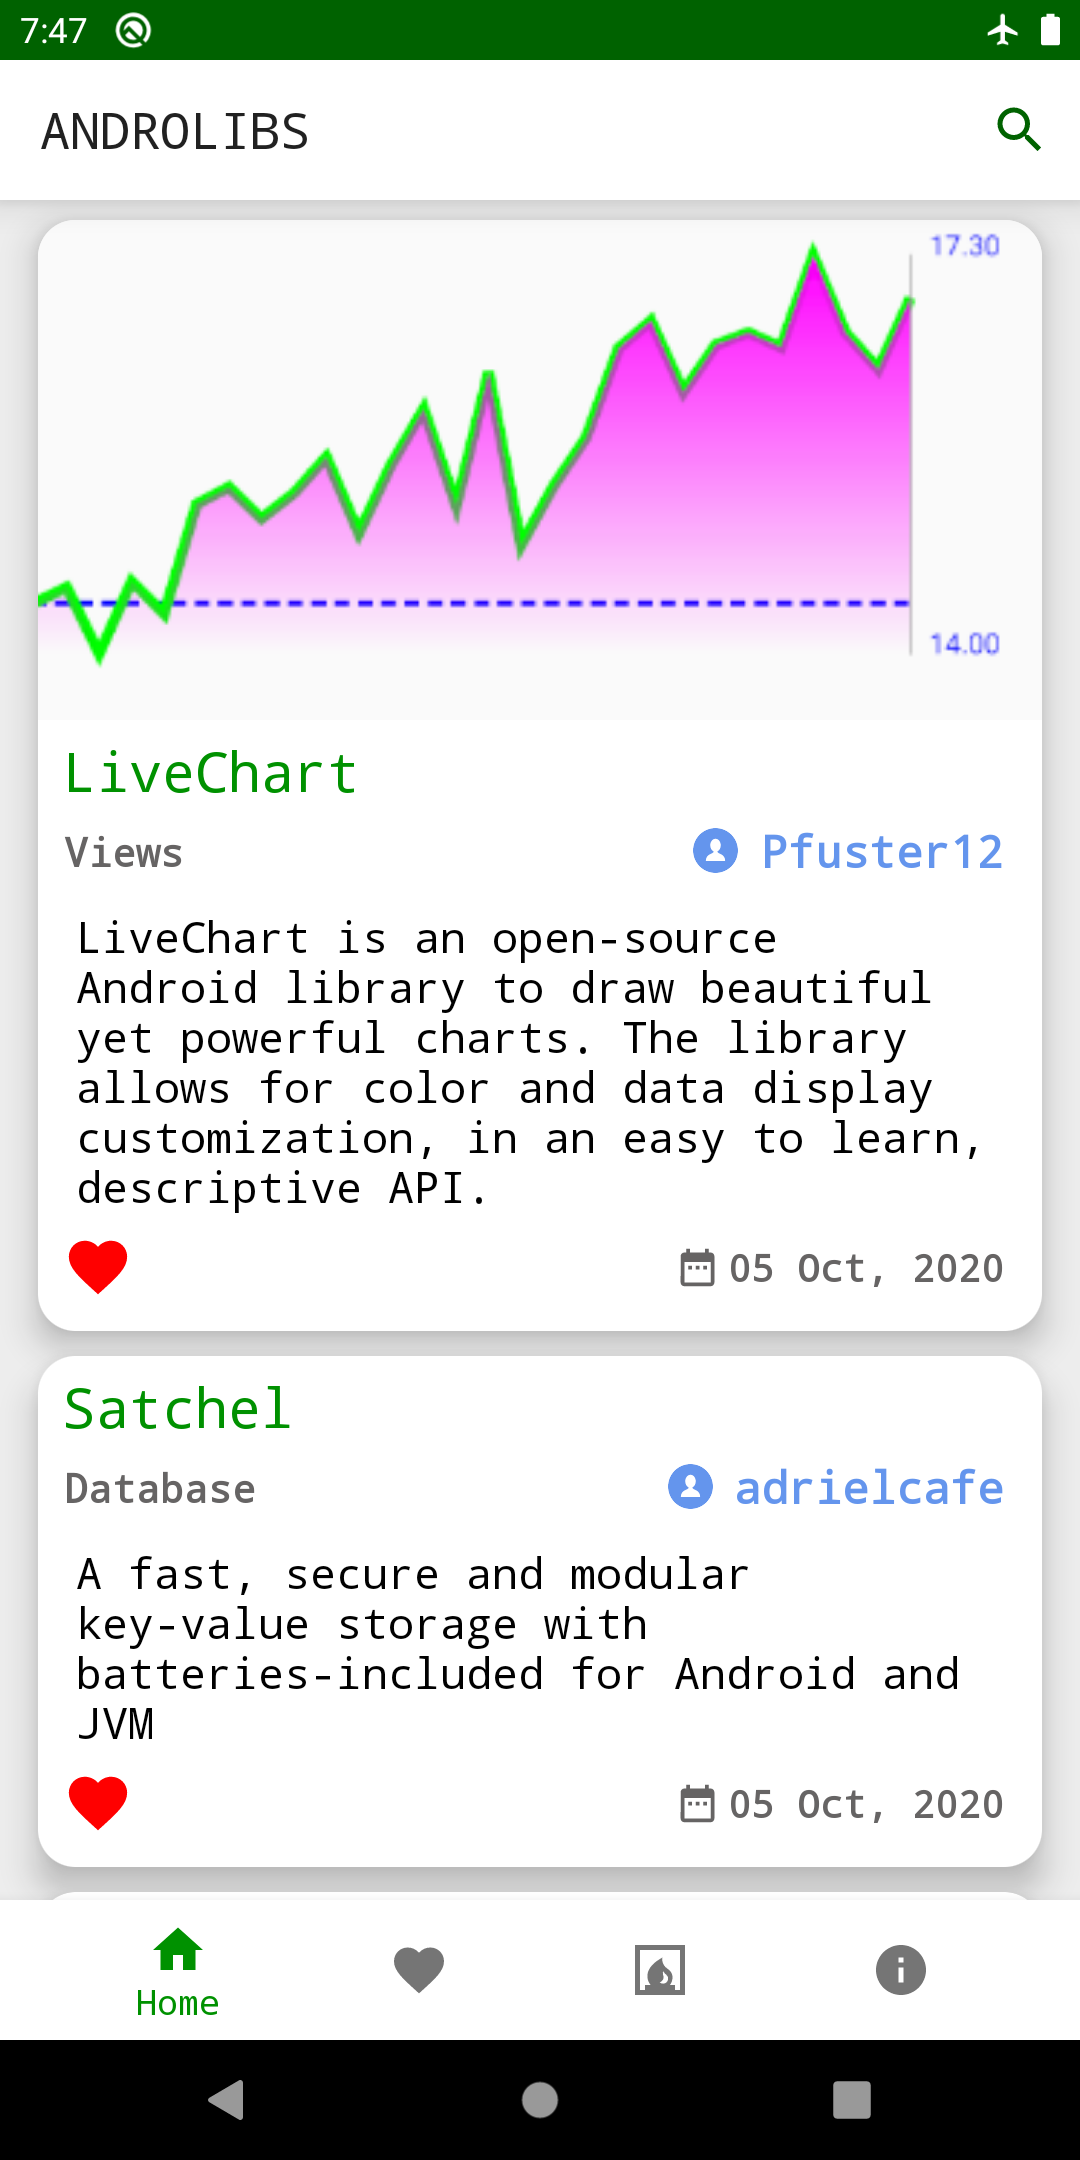 7:47
ANDROLIBS
17.30
14.00
LiveChart
Views
Pfuster12
LiveChart is an open-source
Android library to draw beautiful
yet powerful charts. The library
allows for color and data display
customization, in an easy to learn,
descriptive API.
05 Oct, 2020
Satchel
Database
adrielcafe
A fast, secure and modular
key-value storage with
batteries-included for Android and
JVM
05 Oct, 2020
Home